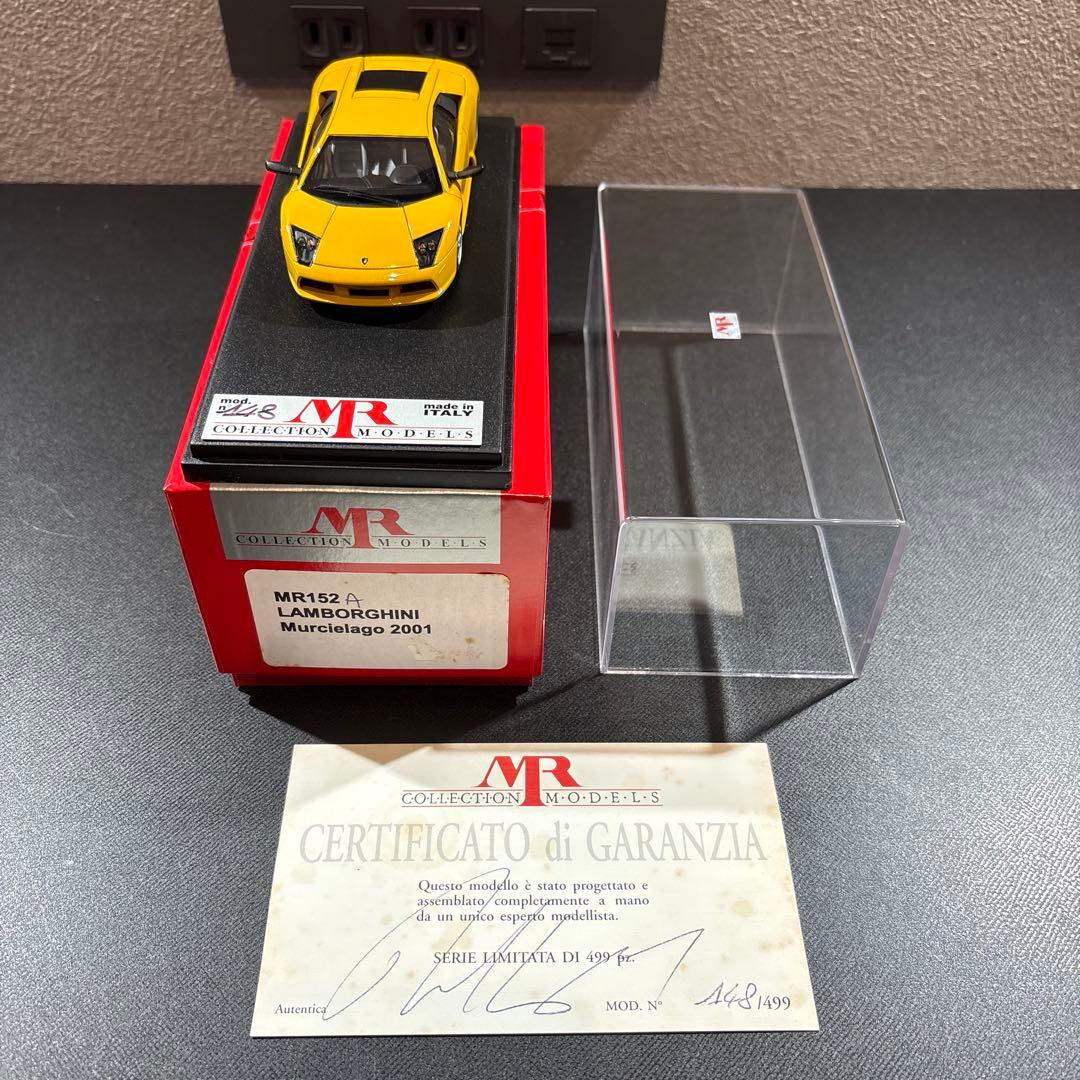 mod.
n° 148
MR
COLLECTION MODELS
made in
ITALY
MR
MR
COLLECTION MODELS
MR152 A
LAMBORGHINI
Murcielago 2001
MR
COLLECTION MODELS
CERTIFICATO di GARANZIA
Questo modello è stato progettato e
assemblato completamente a mano
da un unico esperto modellista.
SERIE LIMITATA DI 499 pz.
Autentica
MOD. N° 148/499